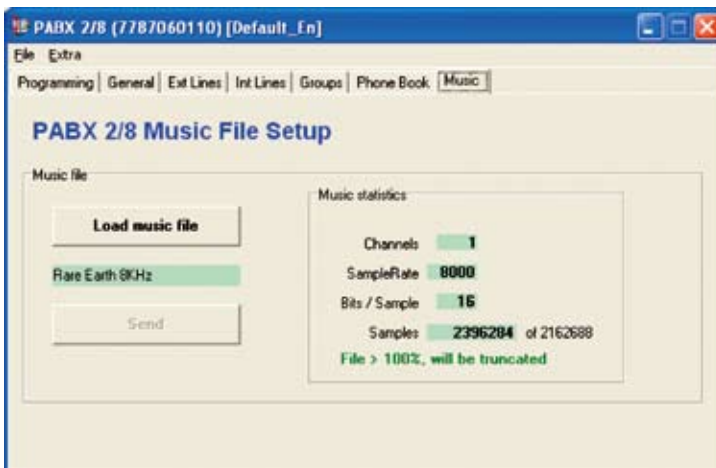 PABX 2/8 (7787060110) [Default_En]
File Extra
Programming General Ext Lines Int Lines Groups Phone Book Music
PABX 2/8 Music File Setup
Music file
Load music file
Rare Earth 8KHz
Send
Music statistics
Channels 1
SampleRate 8000
Bits / Sample 16
Samples 2396284 of 2162688
File > 100%, will be truncated